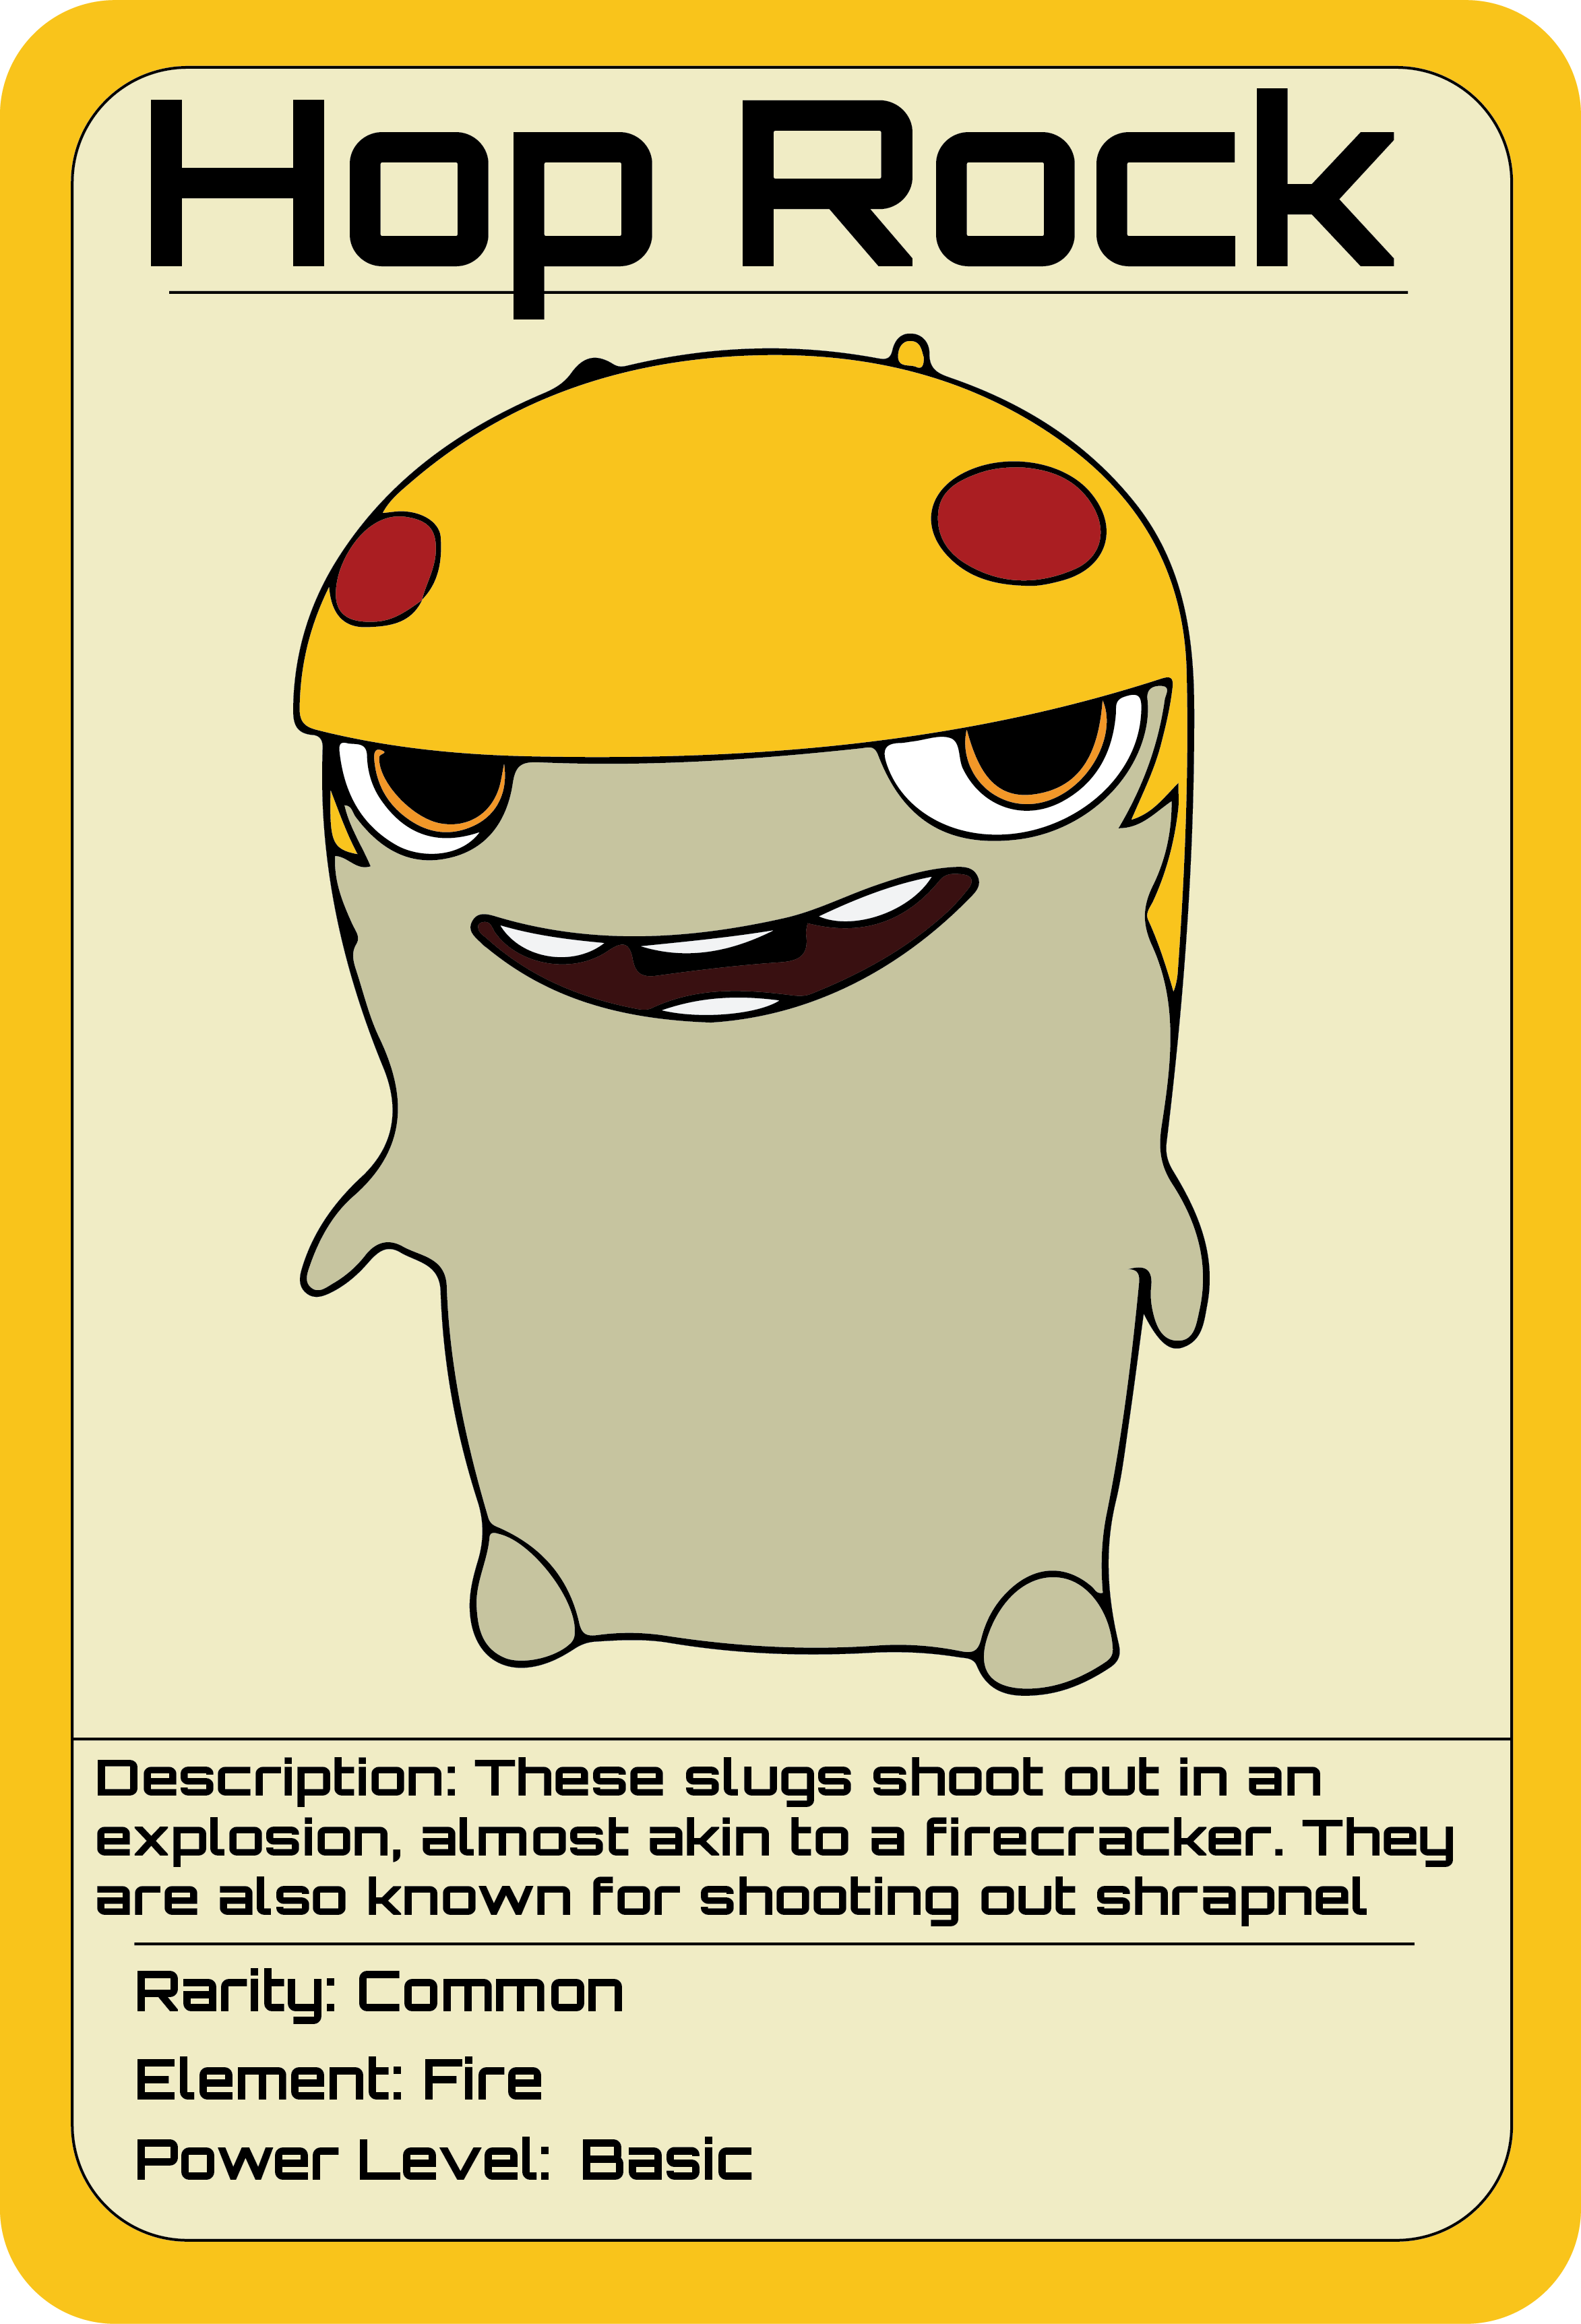 Hop Rock
Description: These slugs shoot out in an
explosion, almost akin to a firecracker. They
are also known for shooting out shrapnel
Rarity: Common
Element: Fire
Power Level: Basic